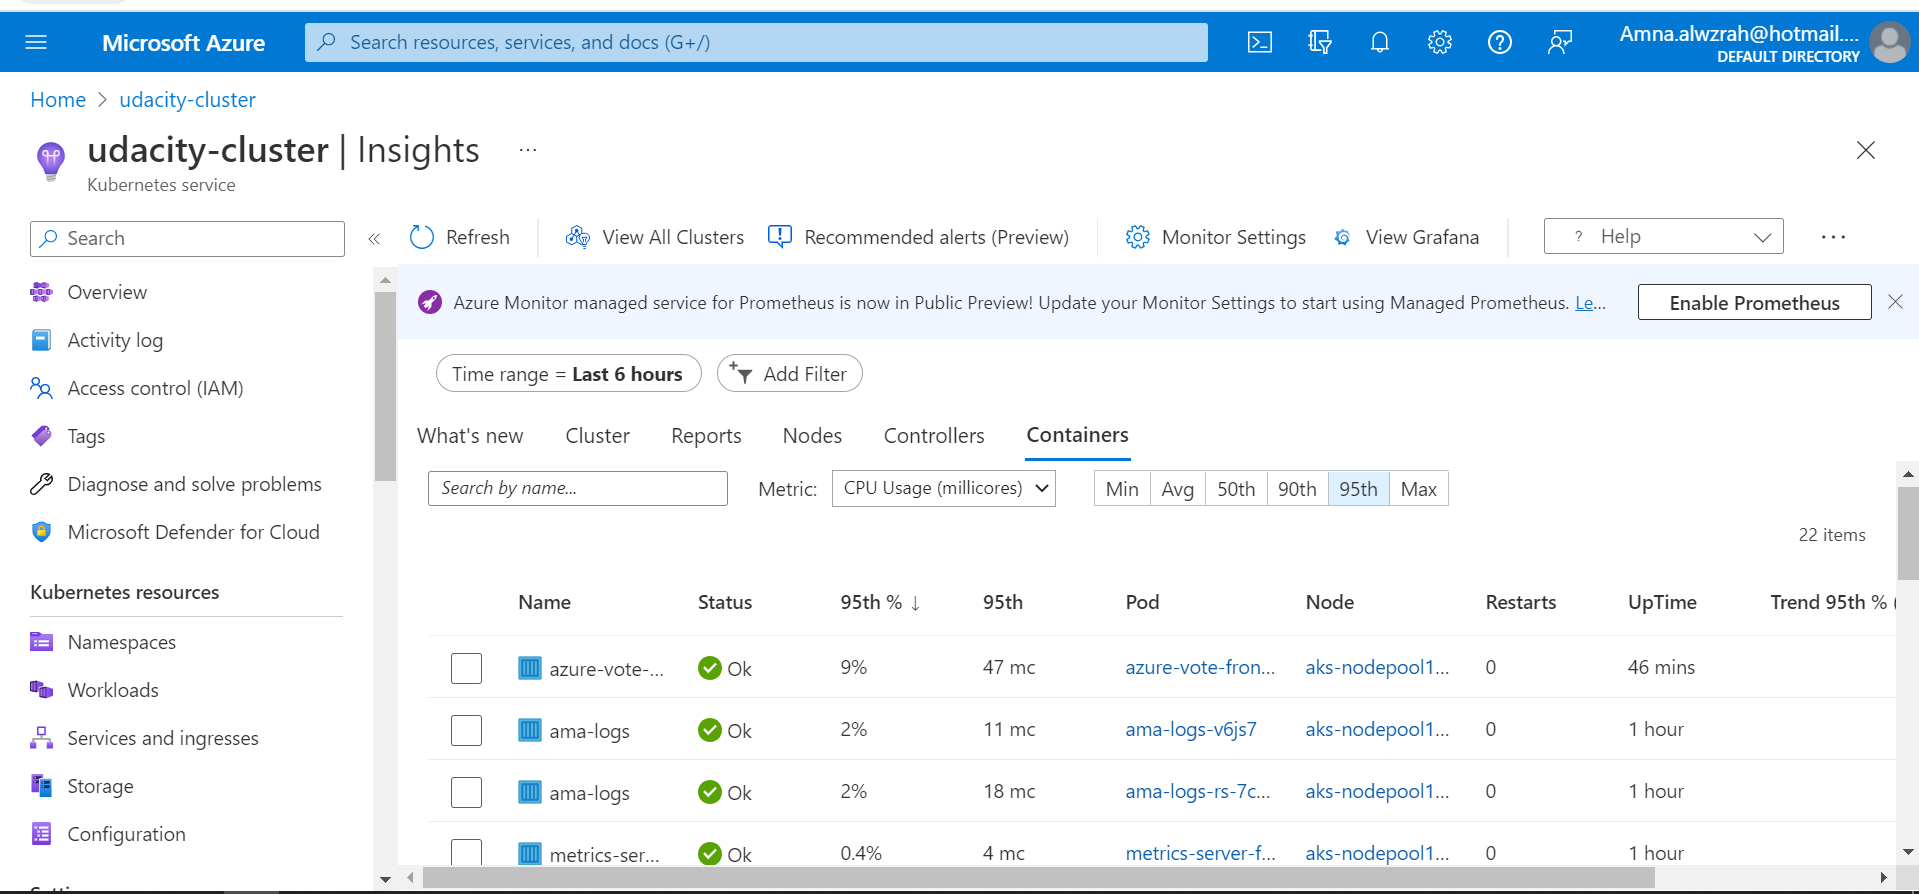 Microsoft Azure
Search resources, services, and docs (G+/)
Amna.alwzrah@hotmail....
DEFAULT DIRECTORY
Home > udacity-cluster
udacity-cluster | Insights ...
Kubernetes service
Search
«
Refresh
View All Clusters
Recommended alerts (Preview)
Monitor Settings
View Grafana
? Help
...
Overview
Activity log
Access control (IAM)
Tags
Diagnose and solve problems
Microsoft Defender for Cloud
Kubernetes resources
Namespaces
Workloads
Services and ingresses
Storage
Configuration
Azure Monitor managed service for Prometheus is now in Public Preview! Update your Monitor Settings to start using Managed Prometheus. Le...
Enable Prometheus
Time range = Last 6 hours
Add Filter
What's new Cluster Reports Nodes Controllers Containers
Search by name...
Metric: CPU Usage (millicores)
Min Avg 50th 90th 95th Max
22 items
Name Status 95th % ↓ 95th Pod Node Restarts UpTime Trend 95th % (
azure-vote-... Ok 9% 47 mc azure-vote-fron... aks-nodepool1... 0 46 mins
ama-logs Ok 2% 11 mc ama-logs-v6js7 aks-nodepool1... 0 1 hour
ama-logs Ok 2% 18 mc ama-logs-rs-7c... aks-nodepool1... 0 1 hour
metrics-ser... Ok 0.4% 4 mc metrics-server-f... aks-nodepool1... 0 1 hour